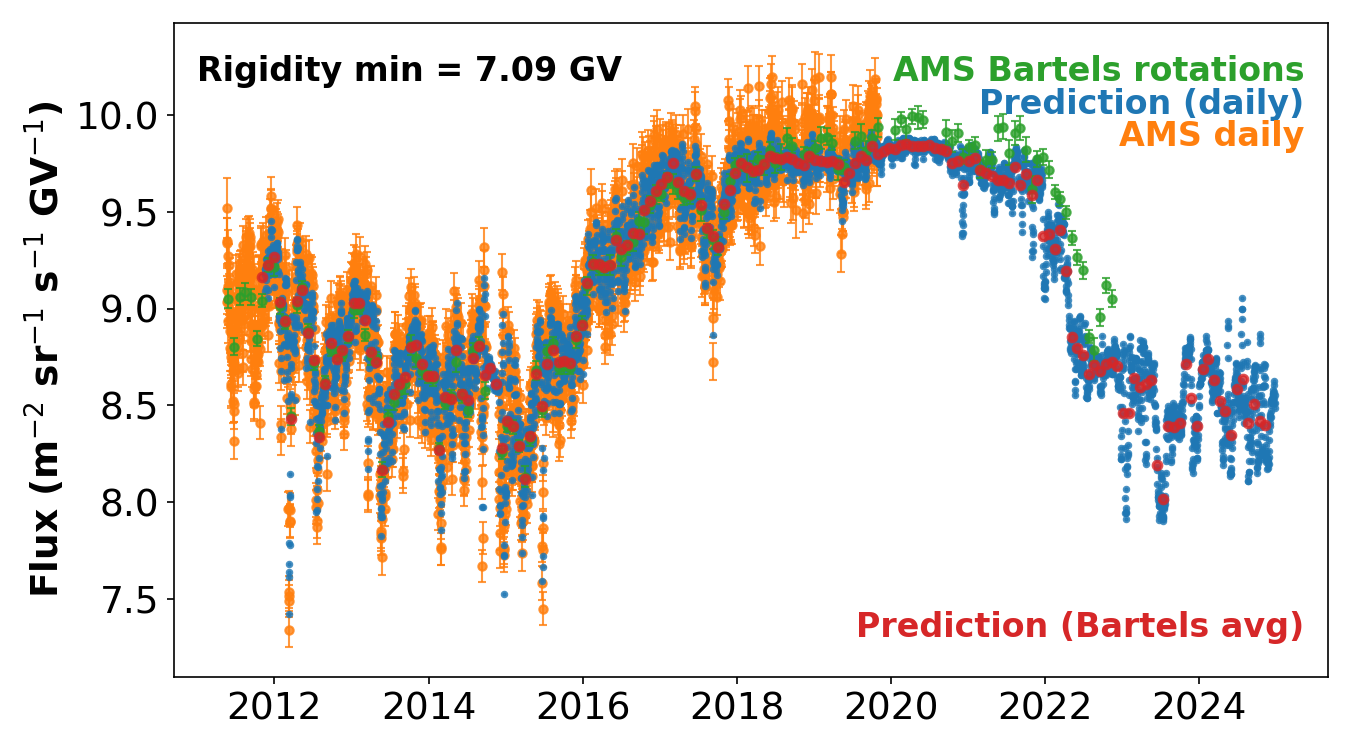 Rigidity min = 7.09 GV
AMS Bartels rotations
Prediction (daily)
AMS daily
Prediction (Bartels avg)
Flux (m⁻² sr⁻¹ s⁻¹ GV⁻¹)
10.0
9.5
9.0
8.5
8.0
7.5
2012
2014
2016
2018
2020
2022
2024